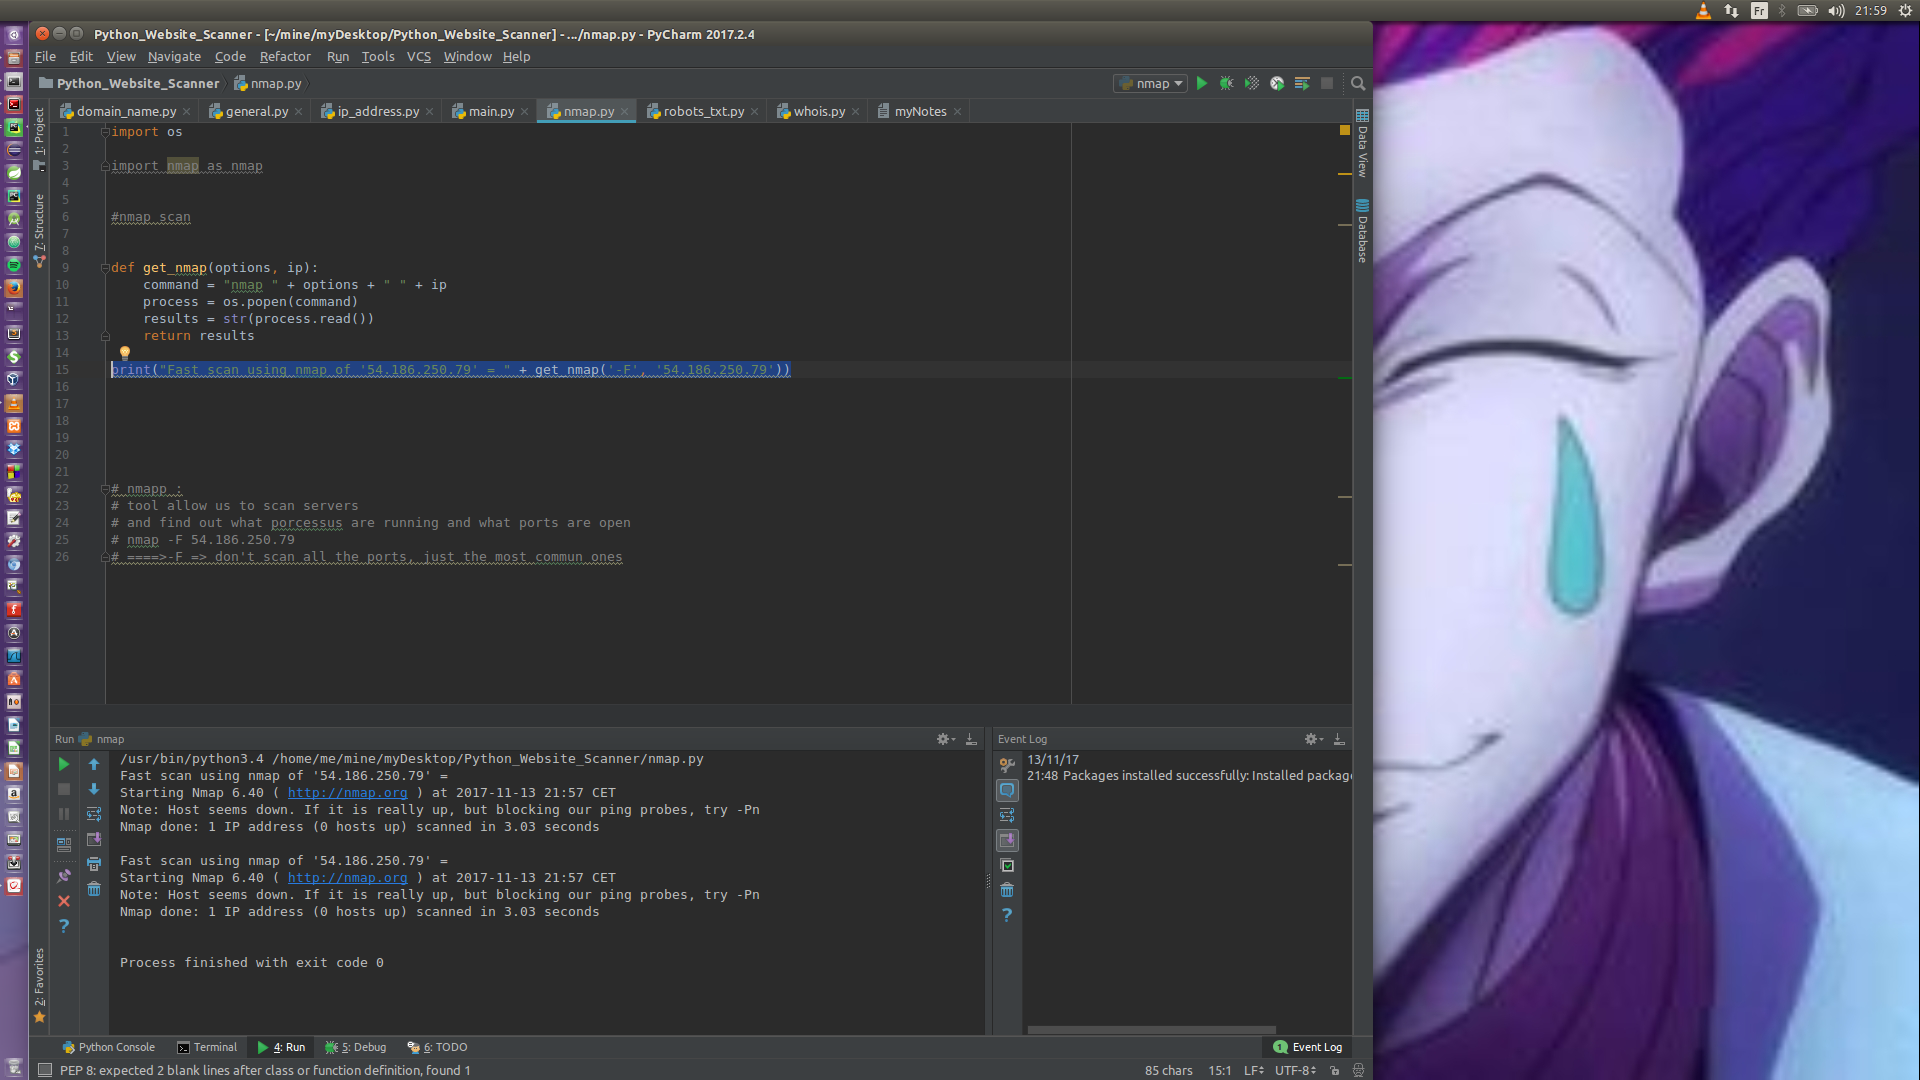 Fr 21:59
Python_Website_Scanner - [~/mine/myDesktop/Python_Website_Scanner] - .../nmap.py - PyCharm 2017.2.4
File Edit View Navigate Code Refactor Run Tools VCS Window Help
Python_Website_Scanner nmap.py nmap
domain_name.py general.py ip_address.py main.py nmap.py robots_txt.py whois.py myNotes
1: Project
7: Structure
2: Favorites
Data View
Database
1 import os
2
3 import nmap as nmap
4
5
6 #nmap scan
7
8
9 def get_nmap(options, ip):
10 command = "nmap " + options + " " + ip
11 process = os.popen(command)
12 results = str(process.read())
13 return results
14
15 print("Fast scan using nmap of '54.186.250.79' = " + get_nmap('-F', '54.186.250.79'))
16
17
18
19
20
21
22 # nmapp :
23 # tool allow us to scan servers
24 # and find out what porcessus are running and what ports are open
25 # nmap -F 54.186.250.79
26 # ====>-F => don't scan all the ports, just the most commun ones
Run nmap
/usr/bin/python3.4 /home/me/mine/myDesktop/Python_Website_Scanner/nmap.py
Fast scan using nmap of '54.186.250.79' =
Starting Nmap 6.40 ( http://nmap.org ) at 2017-11-13 21:57 CET
Note: Host seems down. If it is really up, but blocking our ping probes, try -Pn
Nmap done: 1 IP address (0 hosts up) scanned in 3.03 seconds
Fast scan using nmap of '54.186.250.79' =
Starting Nmap 6.40 ( http://nmap.org ) at 2017-11-13 21:57 CET
Note: Host seems down. If it is really up, but blocking our ping probes, try -Pn
Nmap done: 1 IP address (0 hosts up) scanned in 3.03 seconds
Process finished with exit code 0
Event Log
13/11/17
21:48 Packages installed successfully: Installed package
Python Console Terminal 4: Run 5: Debug 6: TODO 1 Event Log
PEP 8: expected 2 blank lines after class or function definition, found 1 85 chars 15:1 LF UTF-8